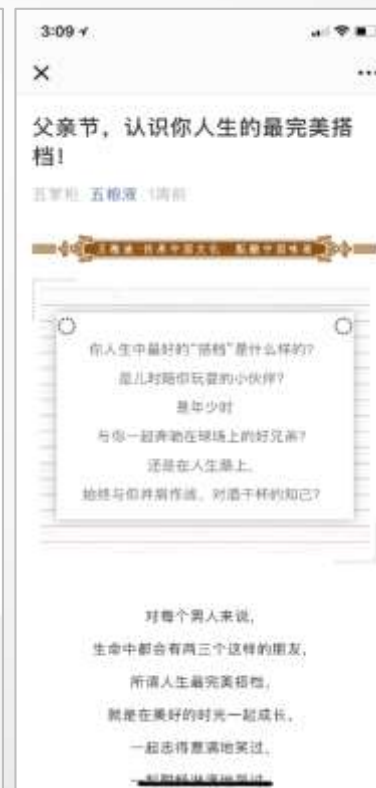 3:09
父亲节，认识你人生的最完美搭
档!
五粮液 1周前
你人生中最好的“搭档”是什么样的?
是儿时陪你玩耍的小伙伴?
是年少时
与你一起奔驰在球场上的好兄弟?
还是在人生路上,
始终与你并肩作战、对酒干杯的知己?
对每个男人来说,
生命中都会有两三个这样的朋友,
所谓人生最完美搭档,
就是在美好的时光一起成长,
一起志得意满地笑过,